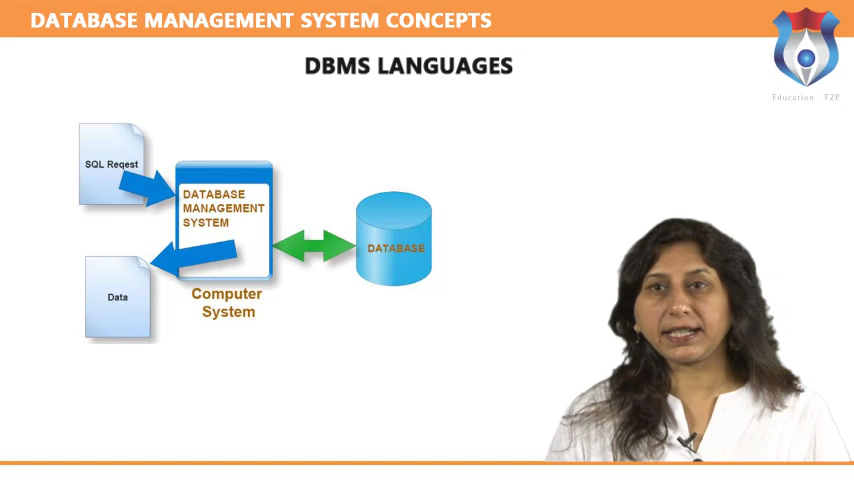 DATABASE MANAGEMENT SYSTEM CONCEPTS
DBMS LANGUAGES
Education FZE
SQL Reqest
DATABASE
MANAGEMENT
SYSTEM
DATABASE
Data
Computer
System